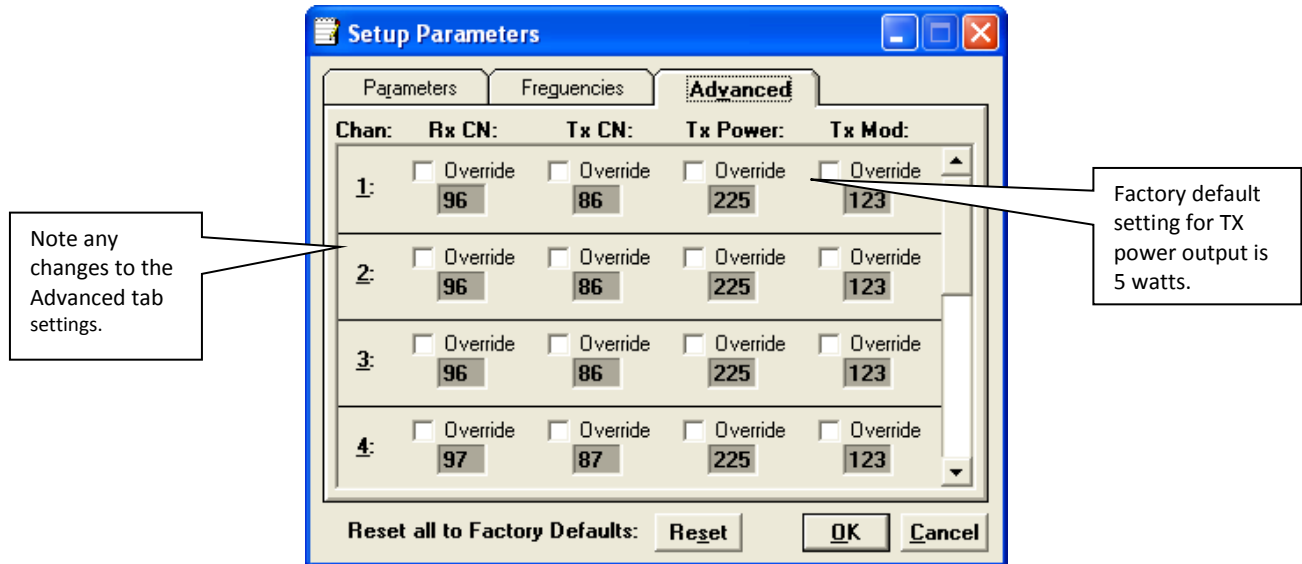 Setup Parameters
Parameters Frequencies Advanced
Chan: Rx CN: Tx CN: Tx Power: Tx Mod:
1: Override Override Override Override
96 86 225 123
2: Override Override Override Override
96 86 225 123
3: Override Override Override Override
96 86 225 123
4: Override Override Override Override
97 87 225 123
Reset all to Factory Defaults: Reset OK Cancel
Note any
changes to the
Advanced tab
settings.
Factory default
setting for TX
power output is
5 watts.